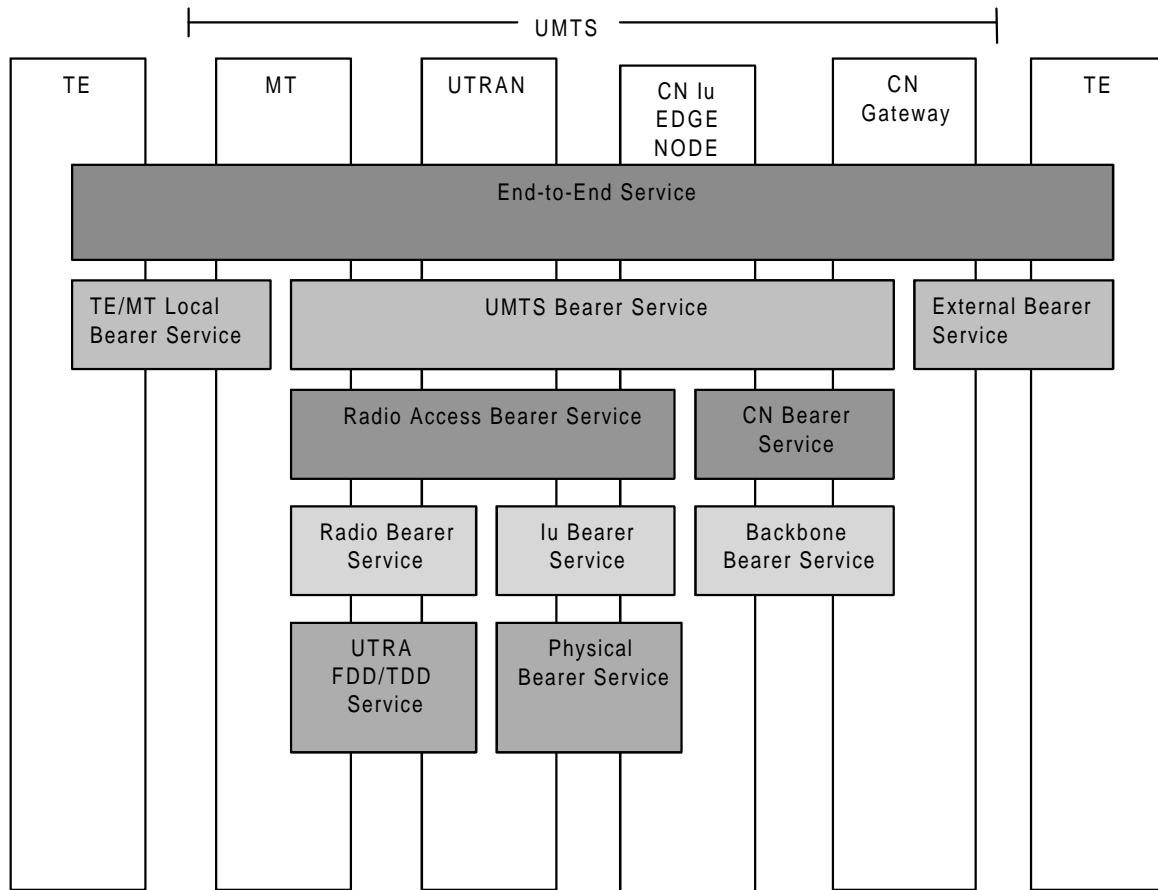 UMTS
TE
MT
UTRAN
CN Iu
EDGE
NODE
CN
Gateway
TE
End-to-End Service
TE/MT Local
Bearer Service
UMTS Bearer Service
External Bearer
Service
Radio Access Bearer Service
CN Bearer
Service
Radio Bearer
Service
Iu Bearer
Service
Backbone
Bearer Service
UTRA
FDD/TDD
Service
Physical
Bearer Service